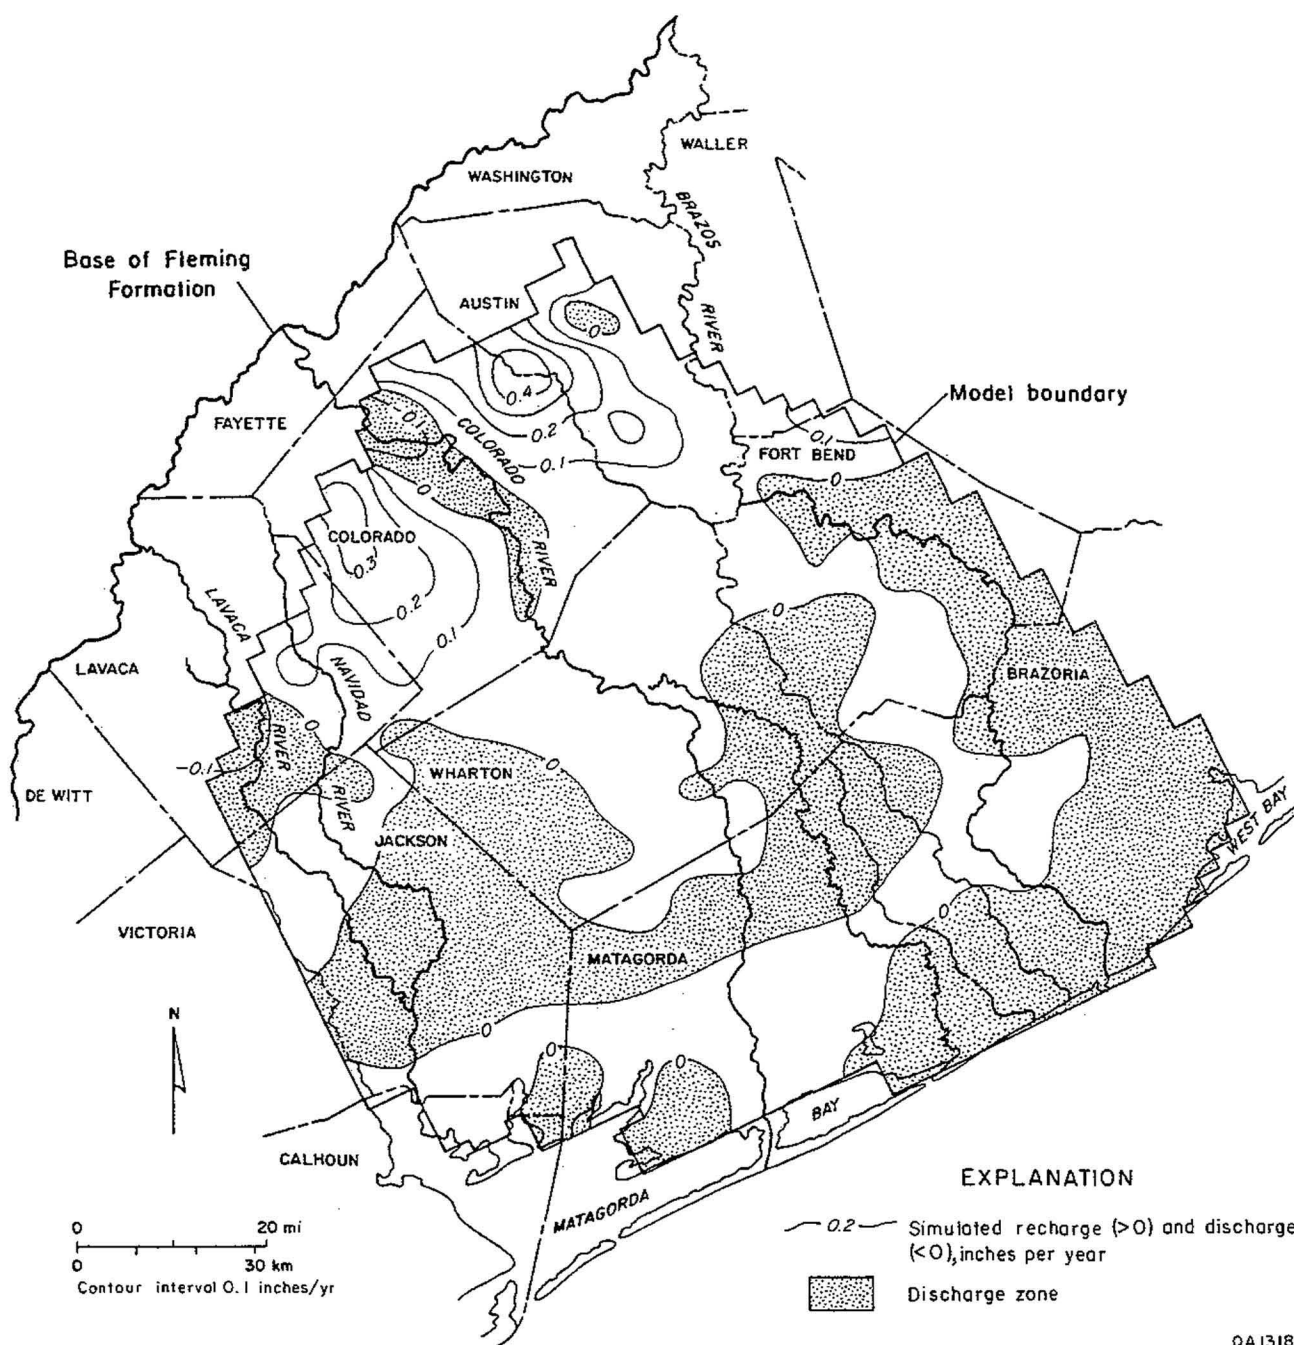 WALLER
WASHINGTON
BRAZOS
RIVER
Base of Fleming
Formation
AUSTIN
0
0.4
Model boundary
FAYETTE
-0.1
COLORADO
0.2
0.1
0.1
FORT BEND
0
0
COLORADO
RIVER
0.3
0.2
0.1
LAVACA
0
LAVACA
NAVIDAD
BRAZORIA
0
RIVER
-0.1
WHARTON
0
DE WITT
RIVER
WEST BAY
JACKSON
0
VICTORIA
MATAGORDA
N
0
0
0
BAY
CALHOUN
MATAGORDA
EXPLANATION
0.2
Simulated recharge (>0) and discharge
(<0), inches per year
Discharge zone
0 20 mi
0 30 km
Contour interval 0.1 inches/yr
QA1318